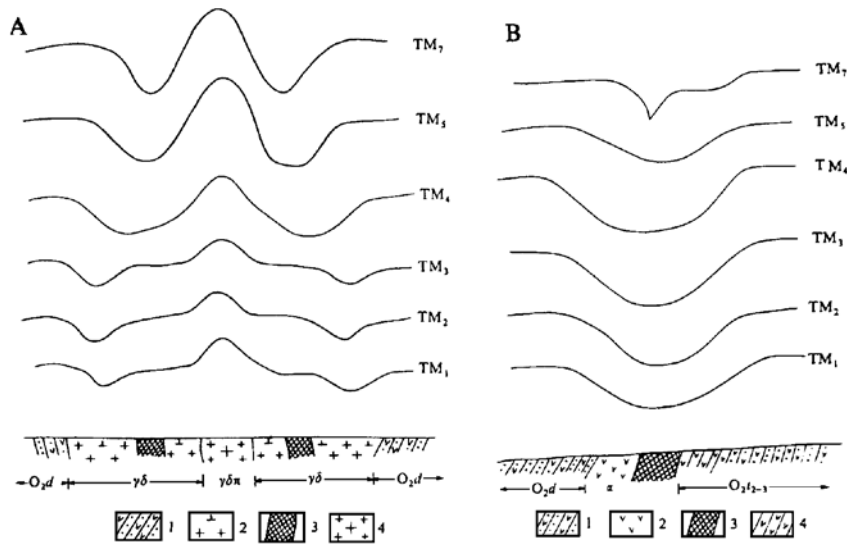 A
TM₇
TM₅
TM₄
TM₃
TM₂
TM₁
O₂d γδ γδπ γδ O₂d
1 2 3 4
B
TM₇
TM₅
TM₄
TM₃
TM₂
TM₁
O₂d α O₂t₂₋₃
1 2 3 4